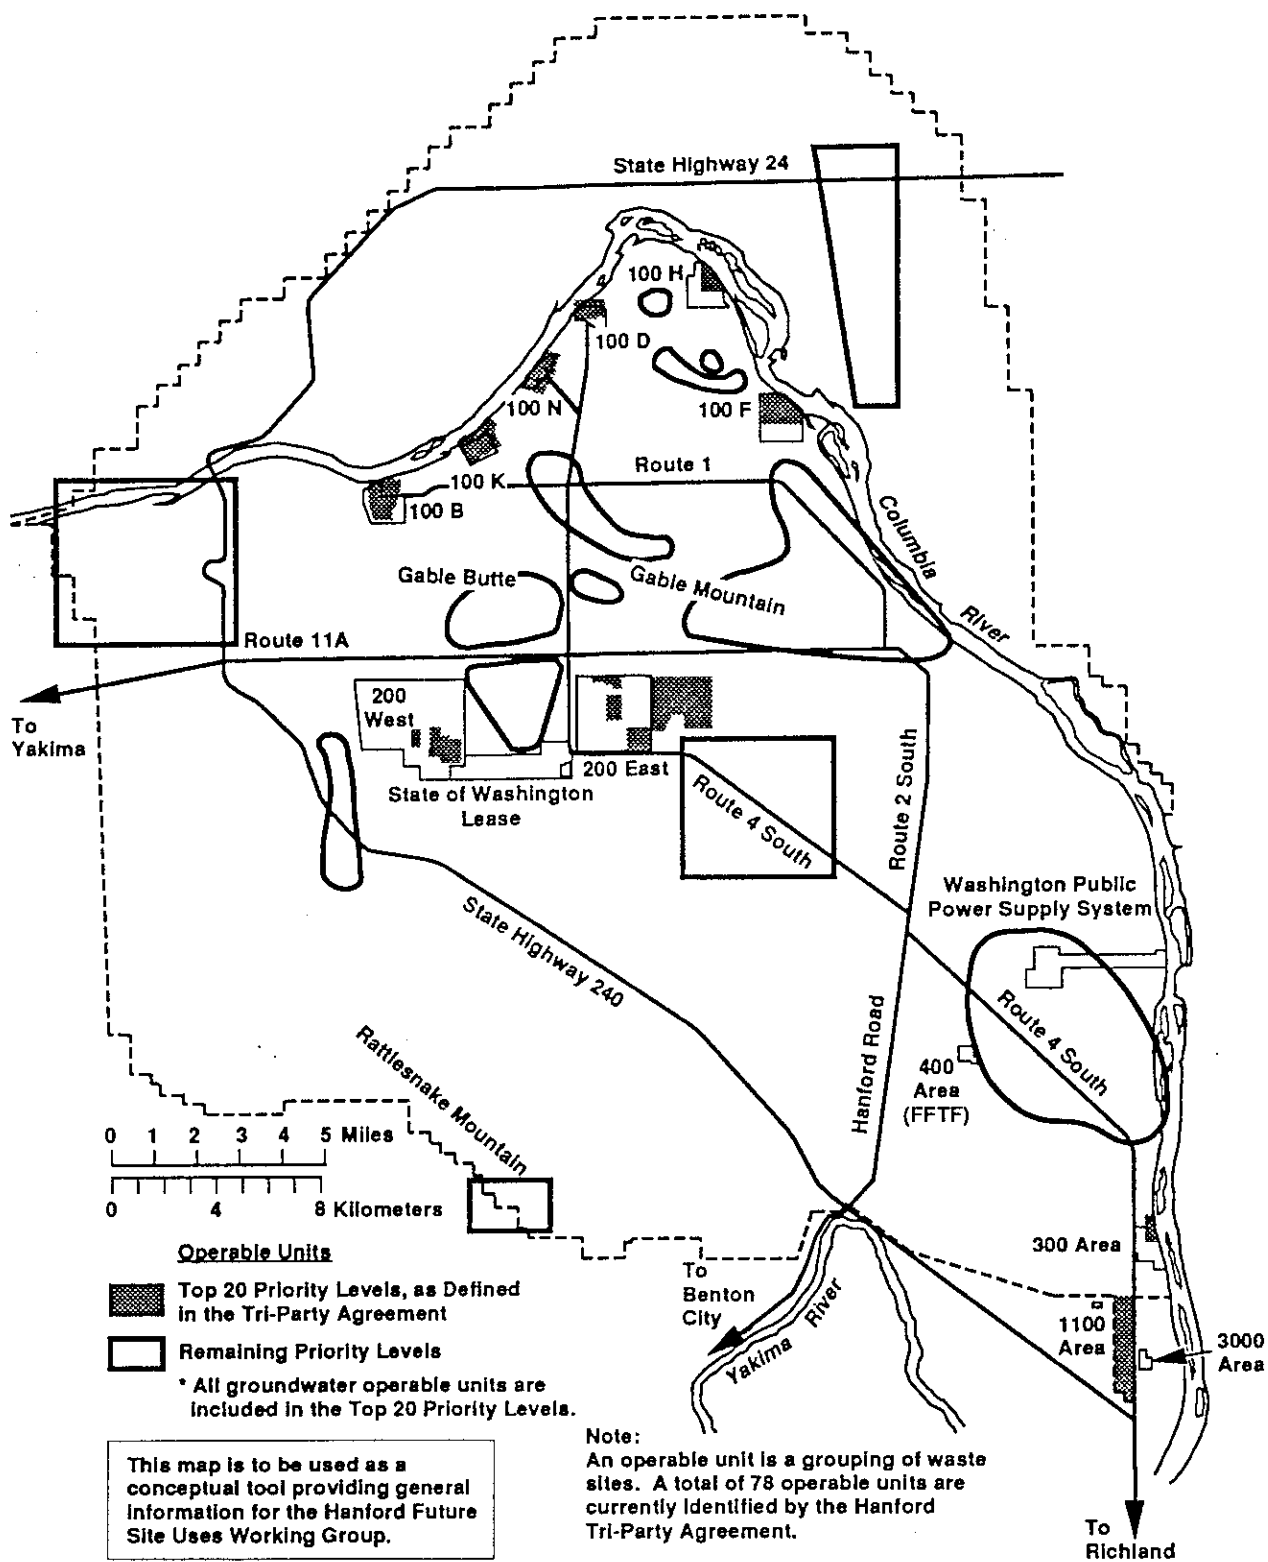 State Highway 24
100 H
100 D
100 N
100 F
100 K
Route 1
100 B
Columbia
River
Gable Butte
Gable Mountain
Route 11A
To
Yakima
200
West
200 East
State of Washington
Lease
Route 4 South
Route 2 South
Washington Public
Power Supply System
State Highway 240
Hanford Road
Route 4 South
400
Area
(FFTF)
Rattlesnake Mountain
0 1 2 3 4 5 Miles
0 4 8 Kilometers
300 Area
Operable Units
Top 20 Priority Levels, as Defined
in the Tri-Party Agreement
Remaining Priority Levels
* All groundwater operable units are
included in the Top 20 Priority Levels.
To
Benton
City
Yakima
River
1100
Area
3000
Area
This map is to be used as a
conceptual tool providing general
information for the Hanford Future
Site Uses Working Group.
Note:
An operable unit is a grouping of waste
sites. A total of 78 operable units are
currently identified by the Hanford
Tri-Party Agreement.
To
Richland